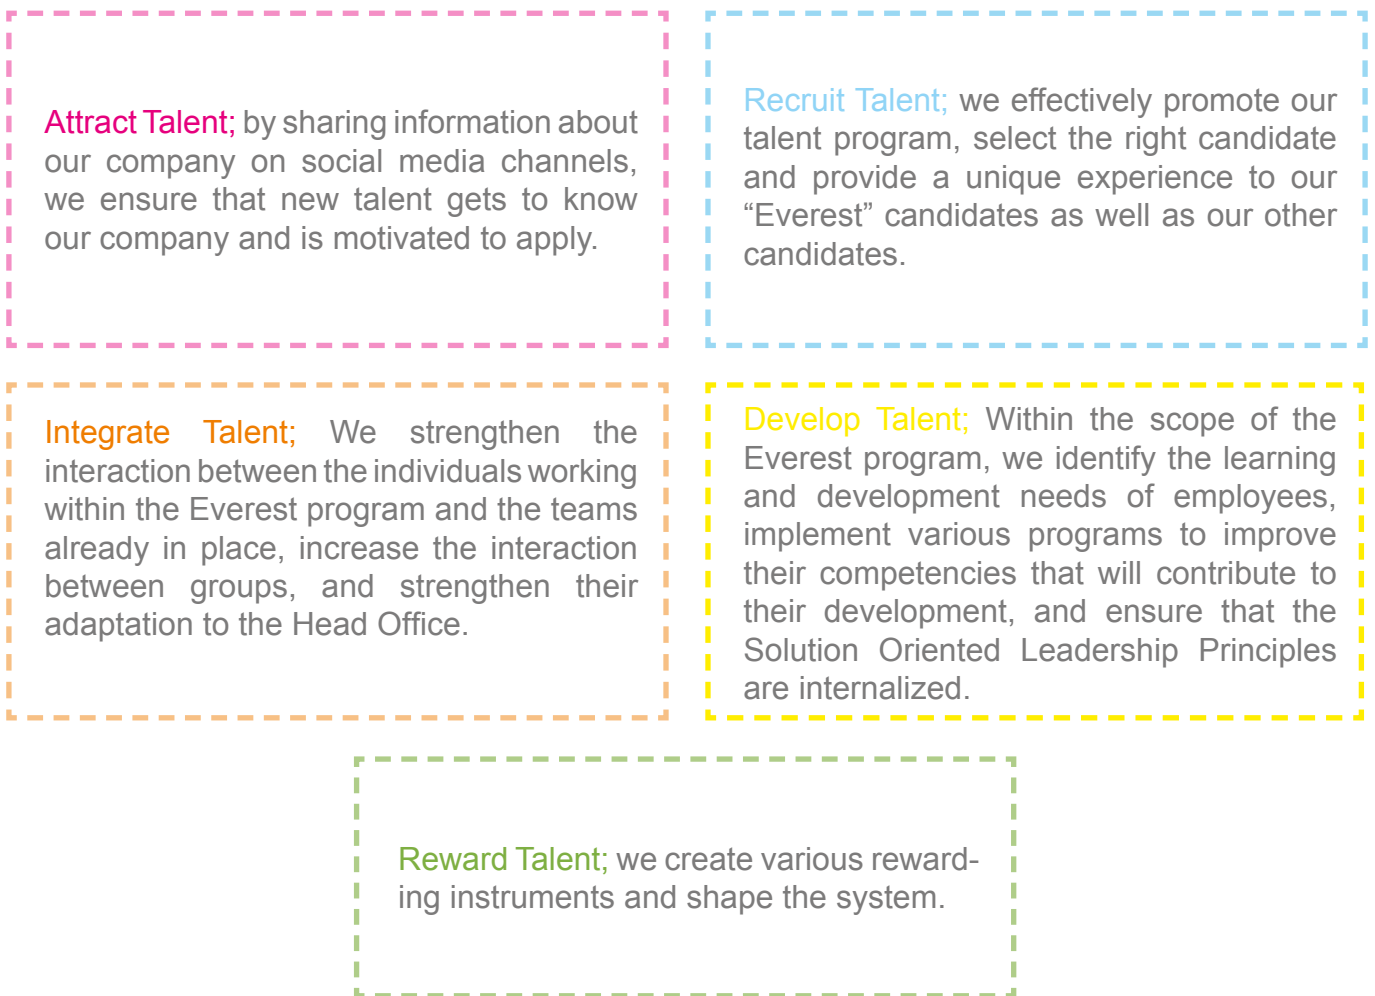 Attract Talent; by sharing information about
our company on social media channels,
we ensure that new talent gets to know
our company and is motivated to apply.
Recruit Talent; we effectively promote our
talent program, select the right candidate
and provide a unique experience to our
“Everest” candidates as well as our other
candidates.
Integrate Talent; We strengthen the
interaction between the individuals working
within the Everest program and the teams
already in place, increase the interaction
between groups, and strengthen their
adaptation to the Head Office.
Develop Talent; Within the scope of the
Everest program, we identify the learning
and development needs of employees,
implement various programs to improve
their competencies that will contribute to
their development, and ensure that the
Solution Oriented Leadership Principles
are internalized.
Reward Talent; we create various reward-
ing instruments and shape the system.